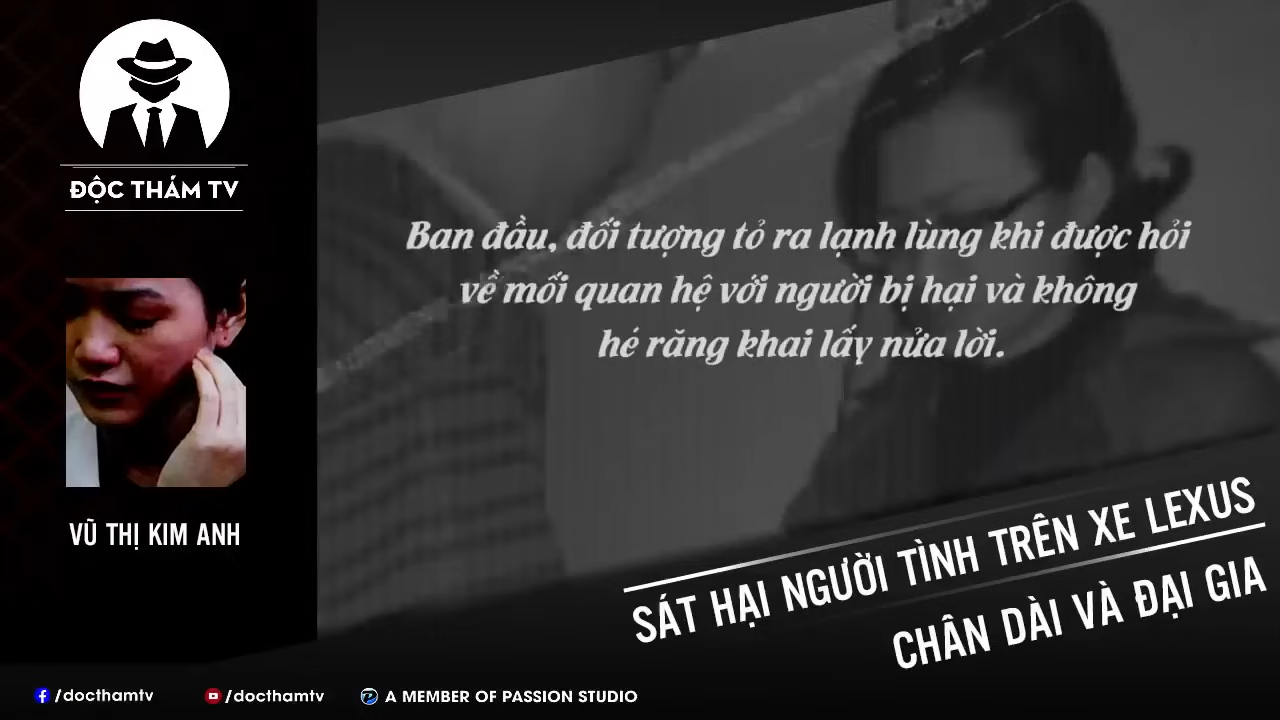 ĐỘC THÁM TV
VŨ THỊ KIM ANH
Ban đầu, đối tượng tỏ ra lạnh lùng khi được hỏi
về mối quan hệ với người bị hại và không
hé răng khai lấy nửa lời.
SÁT HẠI NGƯỜI TÌNH TRÊN XE LEXUS
CHÂN DÀI VÀ ĐẠI GIA
/docthamtv
/docthamtv
A MEMBER OF PASSION STUDIO